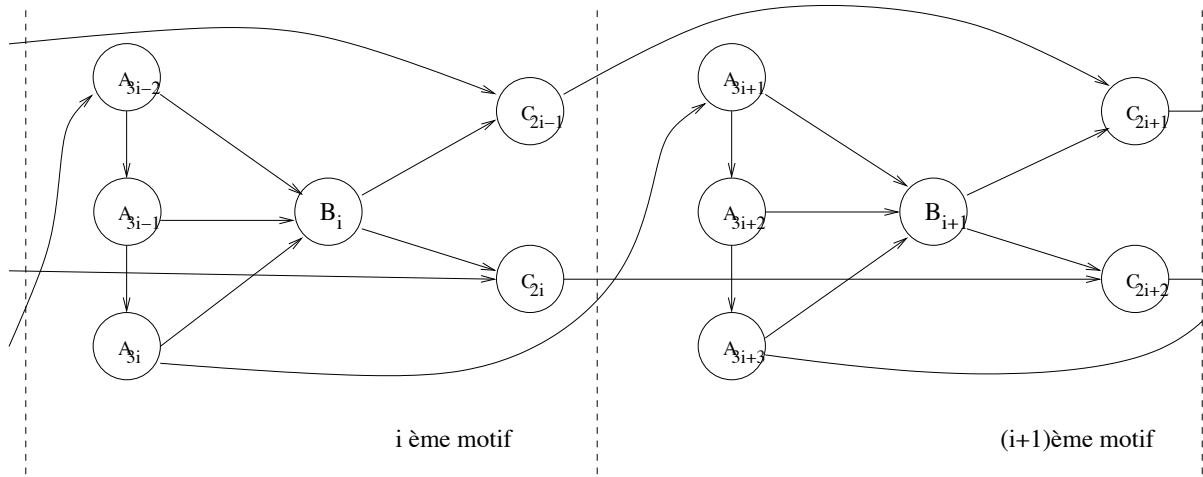 A3i−2
C2i−1
A3i+1
C2i+1
A3i−1
Bi
A3i+2
Bi+1
C2i
C2i+2
A3i
A3i+3
i ème motif
(i+1)ème motif